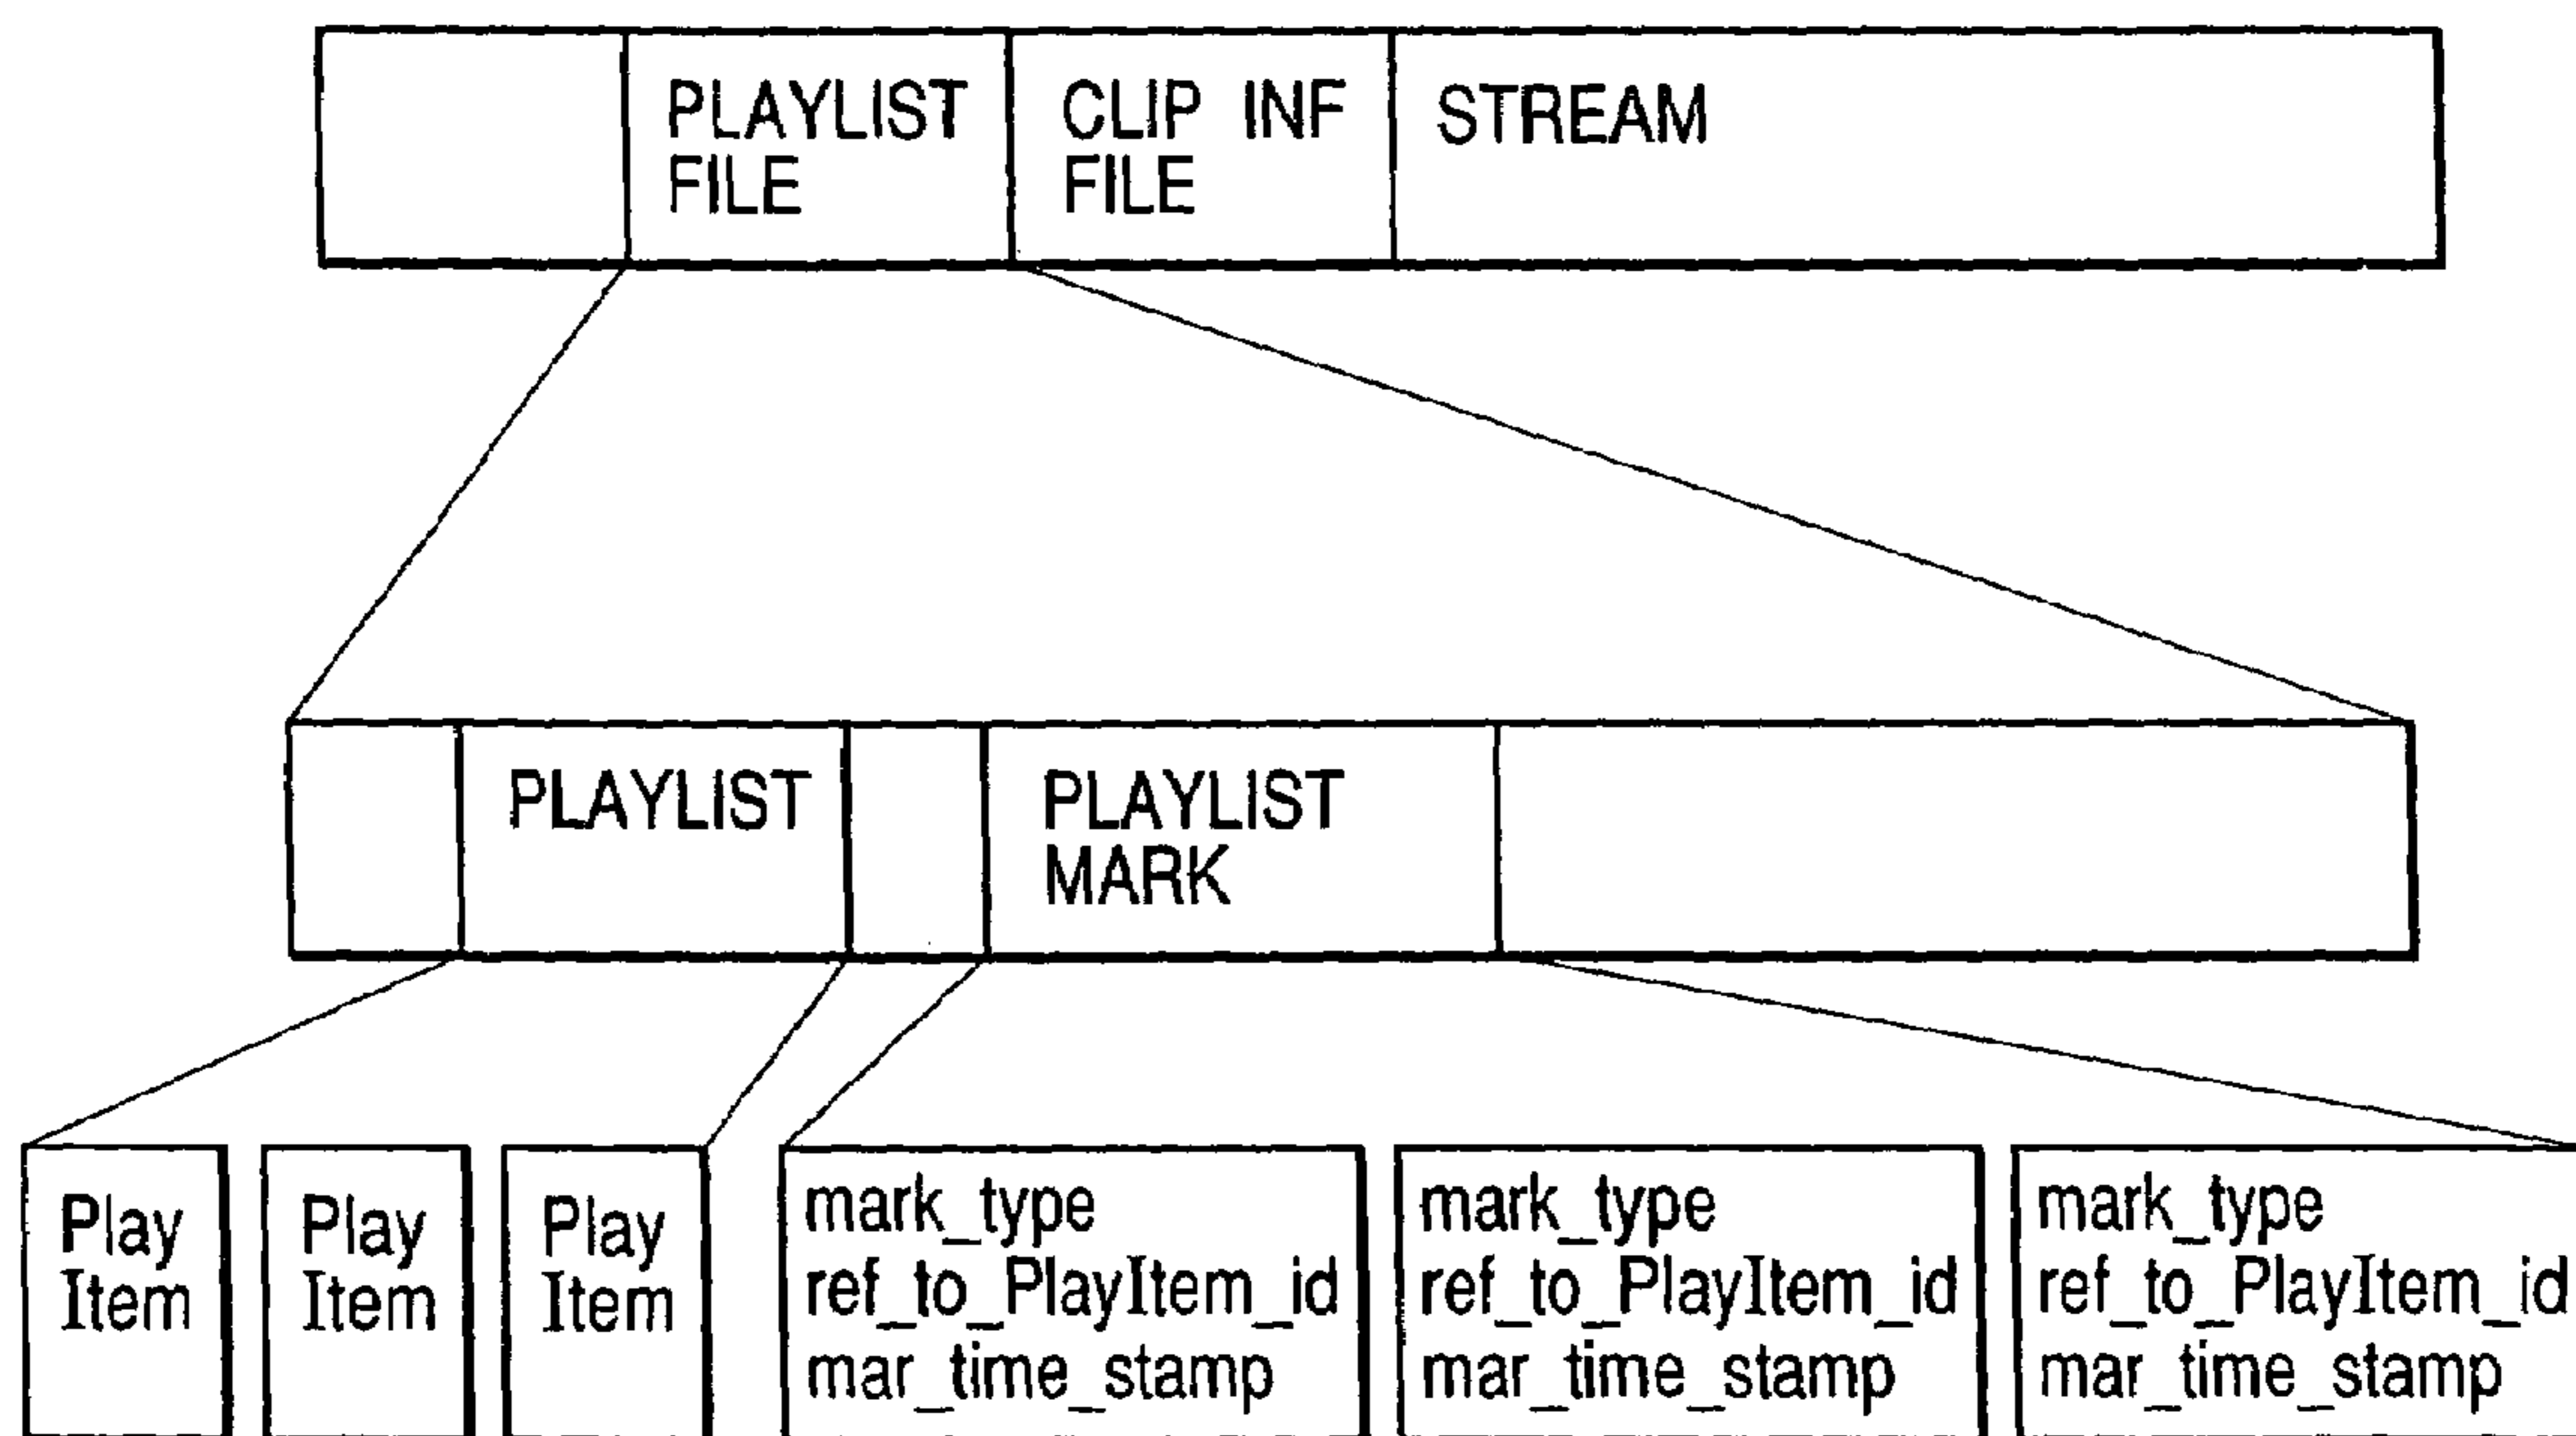 PLAYLIST
FILE
CLIP INF
FILE
STREAM
PLAYLIST
PLAYLIST
MARK
Play
Item
Play
Item
Play
Item
mark_type
ref_to_PlayItem_id
mar_time_stamp
mark_type
ref_to_PlayItem_id
mar_time_stamp
mark_type
ref_to_PlayItem_id
mar_time_stamp